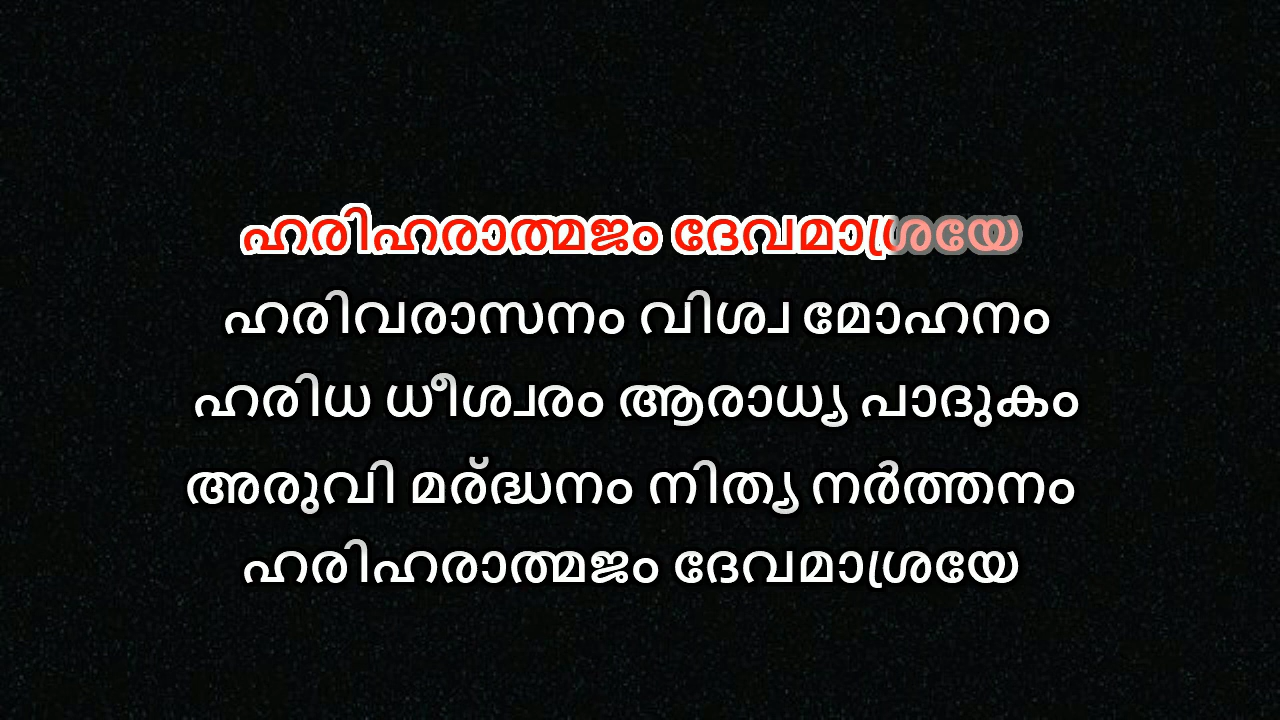 ഹരിഹരാത്മജം ദേവമാശ്രയേ
ഹരിവരാസനം വിശ്വ മോഹനം
ഹരിധ ധീശ്വരം ആരാധ്യ പാദുകം
അരുവി മര്‌ദ്ധനം നിത്യ നർത്തനം
ഹരിഹരാത്മജം ദേവമാശ്രയേ